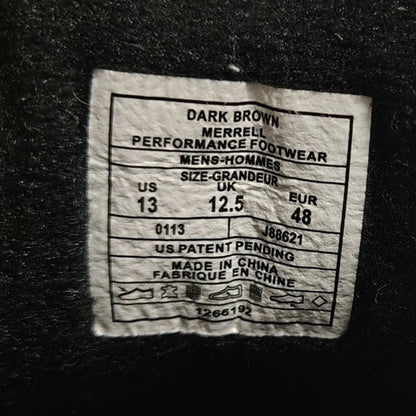 DARK BROWN
MERRELL
PERFORMANCE FOOTWEAR
MENS-HOMMES
SIZE-GRANDEUR
US UK EUR
13 12.5 48
0113 J88621
US PATENT PENDING
MADE IN CHINA
FABRIQUE EN CHINE
1266192